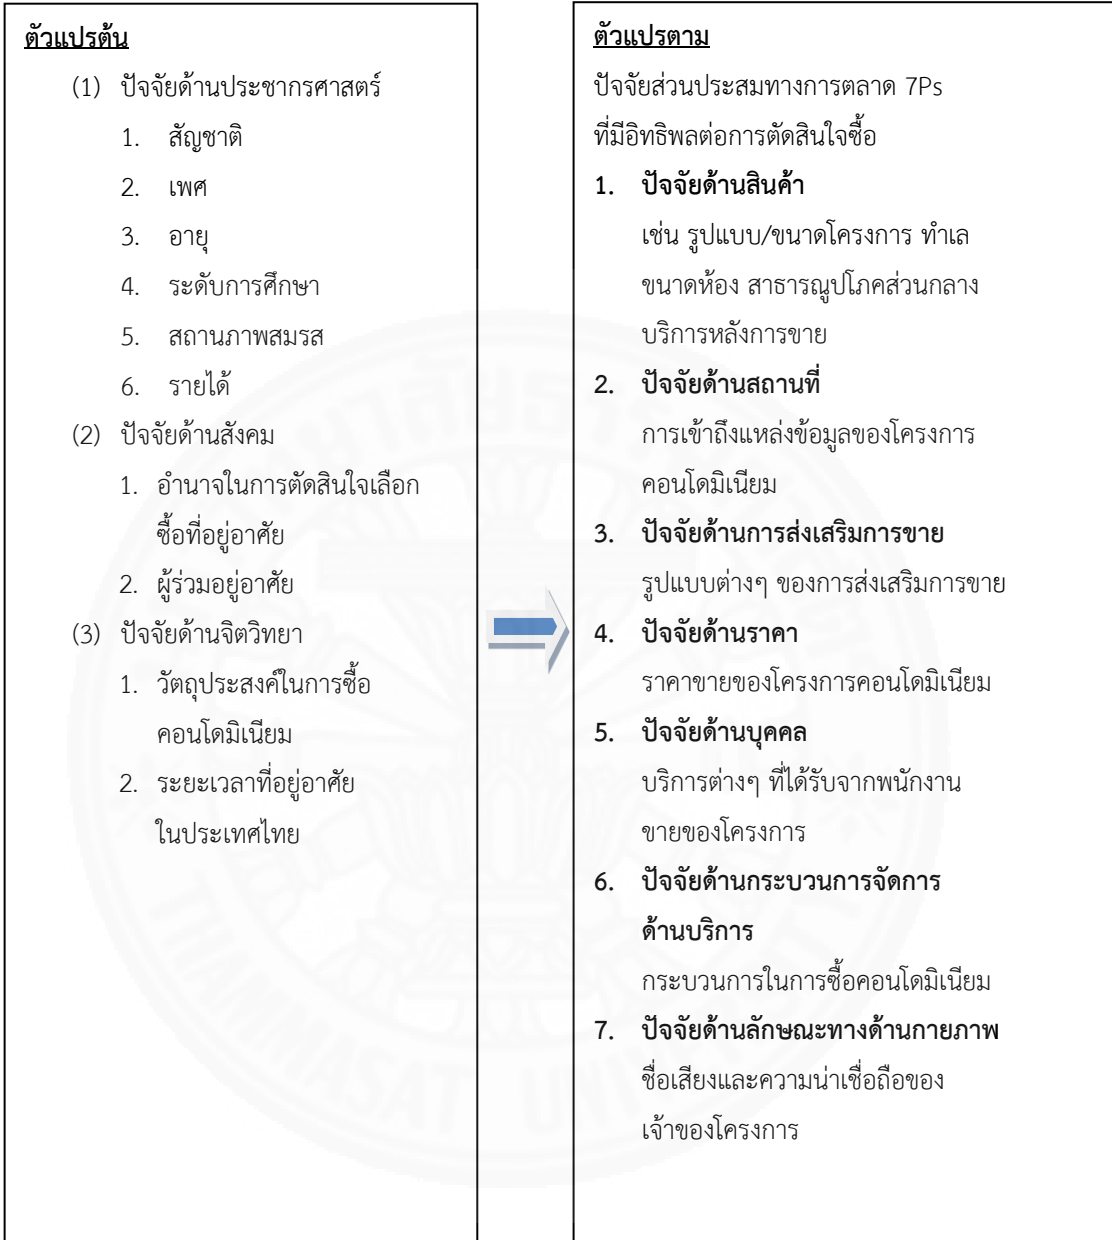 ตัวแปรต้น
(1) ปัจจัยด้านประชากรศาสตร์
1. สัญชาติ
2. เพศ
3. อายุ
4. ระดับการศึกษา
5. สถานภาพสมรส
6. รายได้
(2) ปัจจัยด้านสังคม
1. อำนาจในการตัดสินใจเลือก
ซื้อที่อยู่อาศัย
2. ผู้ร่วมอยู่อาศัย
(3) ปัจจัยด้านจิตวิทยา
1. วัตถุประสงค์ในการซื้อ
คอนโดมิเนียม
2. ระยะเวลาที่อยู่อาศัย
ในประเทศไทย
ตัวแปรตาม
ปัจจัยส่วนประสมทางการตลาด 7Ps
ที่มีอิทธิพลต่อการตัดสินใจซื้อ
1. ปัจจัยด้านสินค้า
เช่น รูปแบบ/ขนาดโครงการ ทำเล
ขนาดห้อง สาธารณูปโภคส่วนกลาง
บริการหลังการขาย
2. ปัจจัยด้านสถานที่
การเข้าถึงแหล่งข้อมูลของโครงการ
คอนโดมิเนียม
3. ปัจจัยด้านการส่งเสริมการขาย
รูปแบบต่างๆ ของการส่งเสริมการขาย
4. ปัจจัยด้านราคา
ราคาขายของโครงการคอนโดมิเนียม
5. ปัจจัยด้านบุคคล
บริการต่างๆ ที่ได้รับจากพนักงาน
ขายของโครงการ
6. ปัจจัยด้านกระบวนการจัดการ
ด้านบริการ
กระบวนการในการซื้อคอนโดมิเนียม
7. ปัจจัยด้านลักษณะทางด้านกายภาพ
ชื่อเสียงและความน่าเชื่อถือของ
เจ้าของโครงการ
THAMMASAT UNIVERSITY